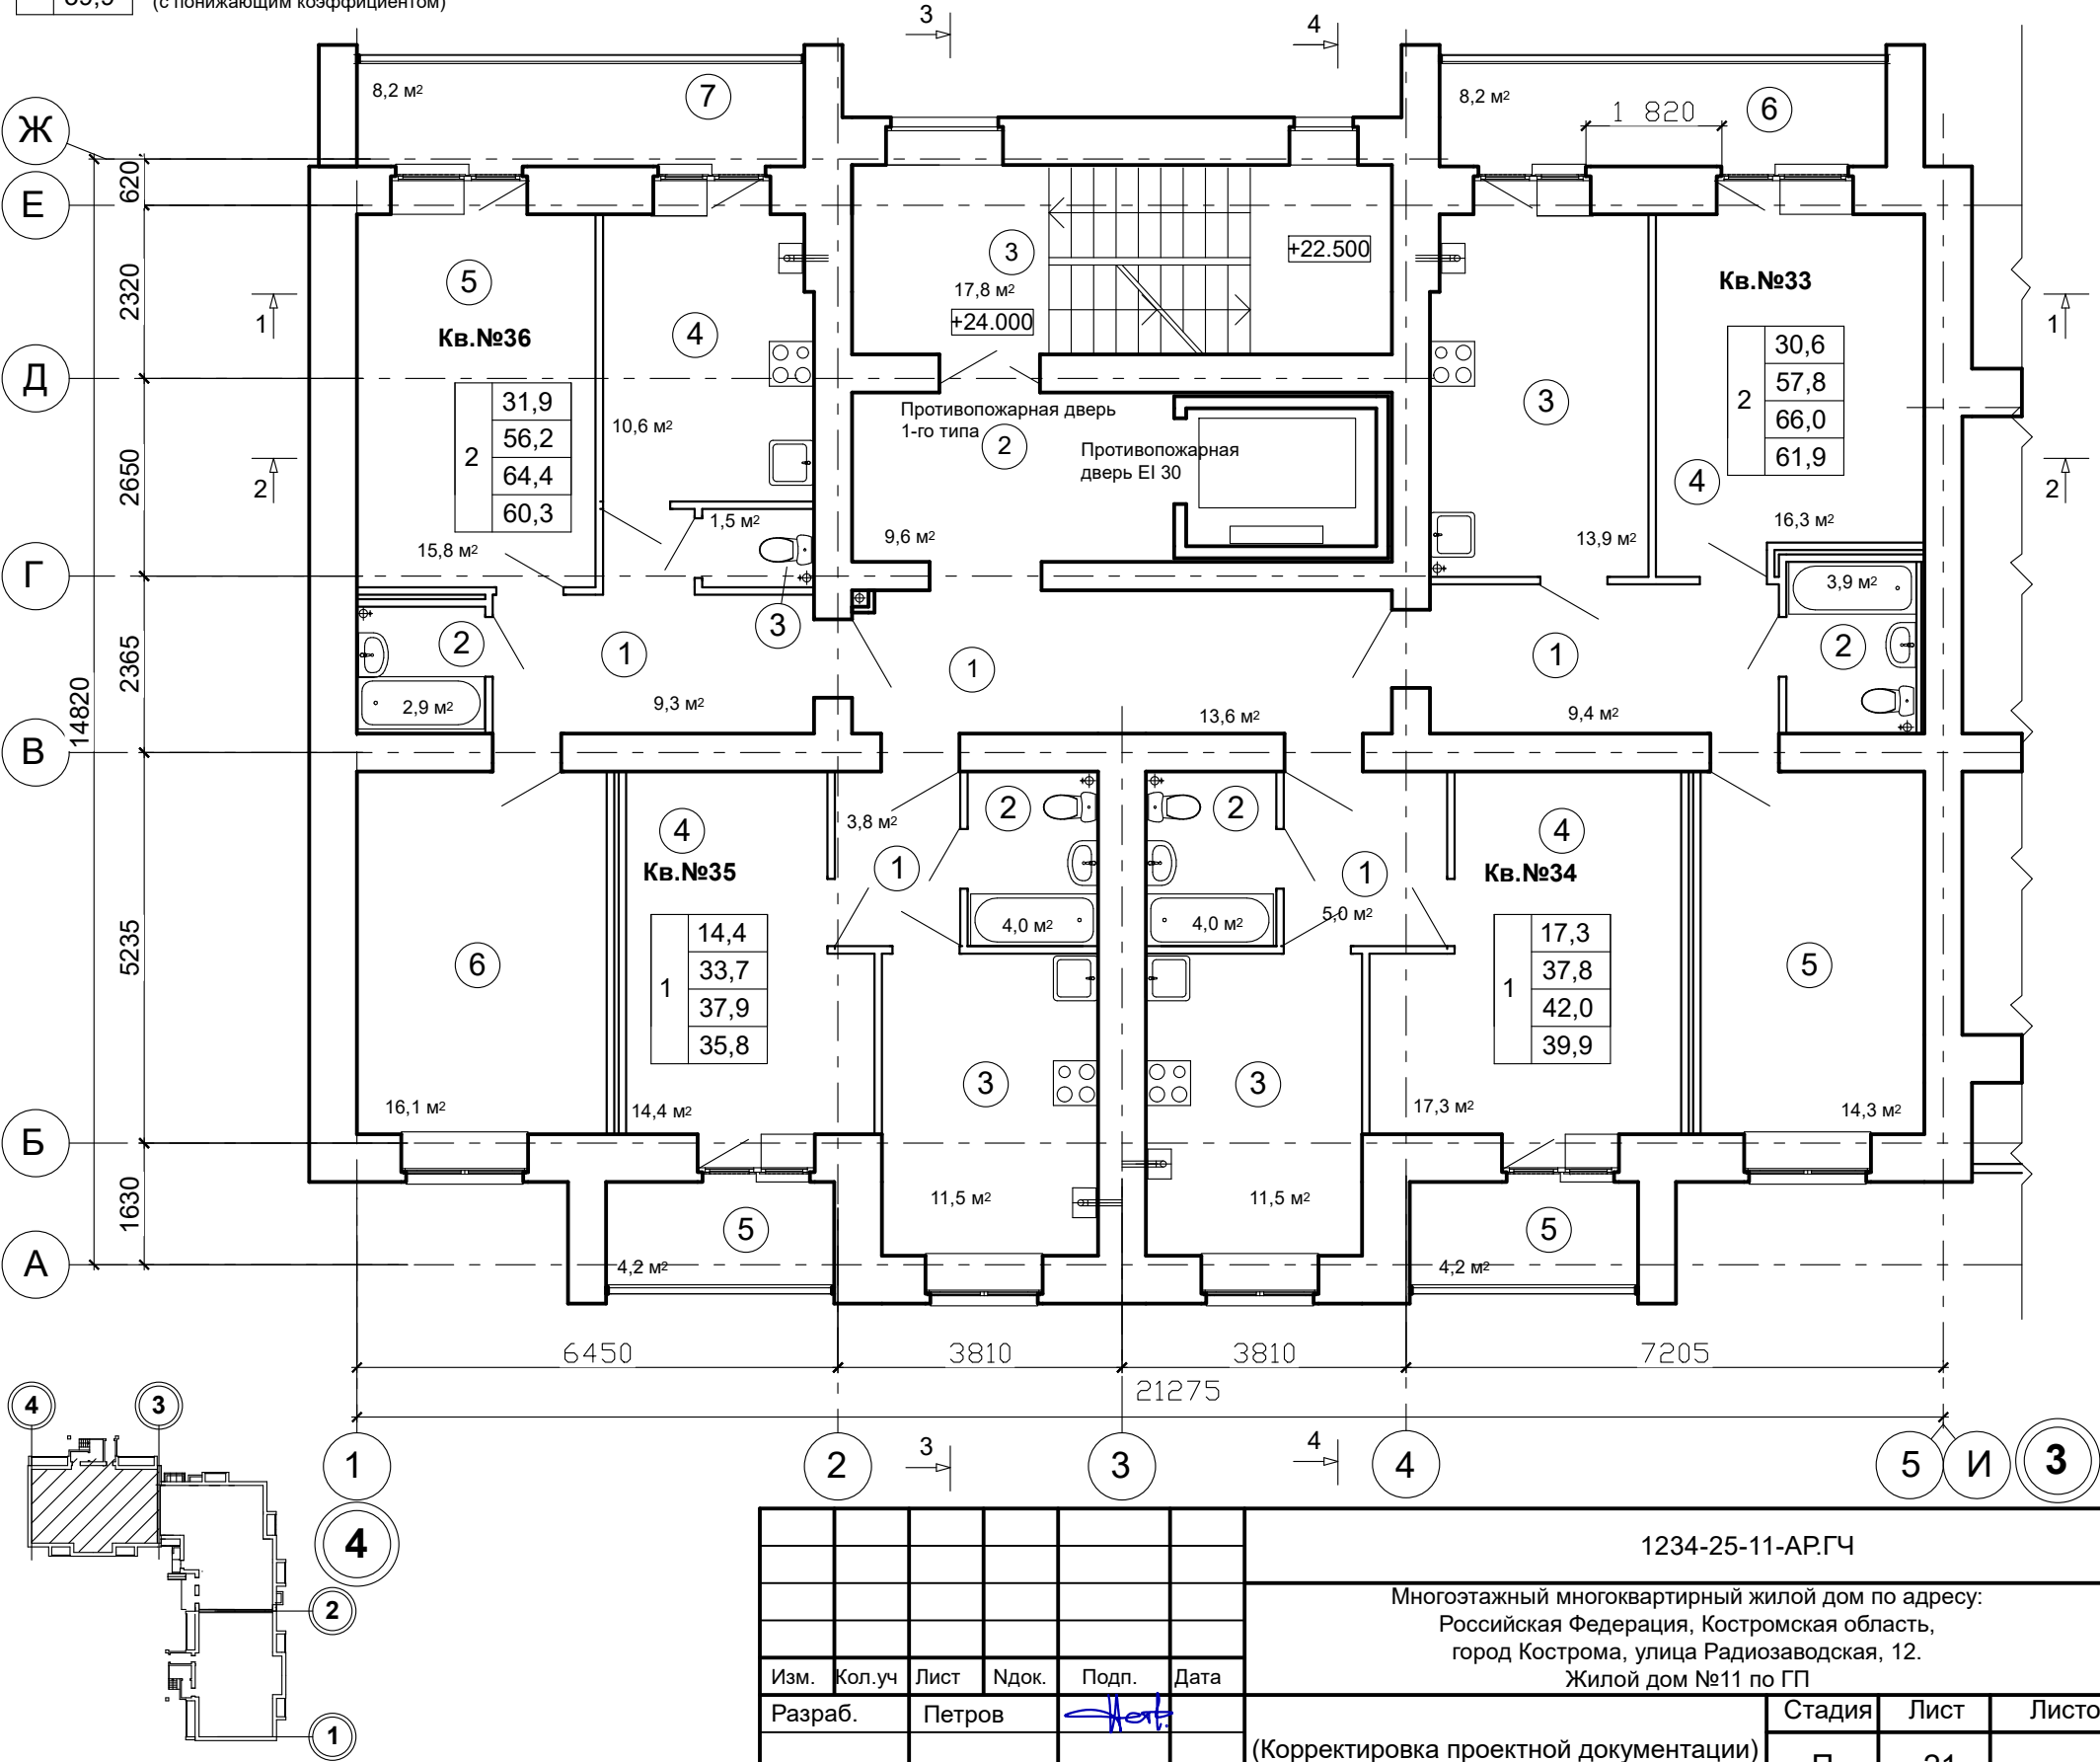 (с понижающим коэффициентом)
3
4
8,2 м²
7
8,2 м²
6
1 820
Ж
Е
Д
Г
В
Б
А
620
2320
2650
2365
5235
1630
14820
1
2
1
2
5
Кв.№36
2
31,9
56,2
64,4
60,3
15,8 м²
4
10,6 м²
1,5 м²
3
2
2,9 м²
1
9,3 м²
6
16,1 м²
3
17,8 м²
+24.000
+22.500
Противопожарная дверь
1-го типа
2
Противопожарная
дверь EI 30
9,6 м²
1
13,6 м²
Кв.№33
2
30,6
57,8
66,0
61,9
3
13,9 м²
4
16,3 м²
3,9 м²
2
1
9,4 м²
5
14,3 м²
4
Кв.№35
1
14,4
33,7
37,9
35,8
14,4 м²
3,8 м²
1
2
4,0 м²
3
11,5 м²
5
4,2 м²
2
4,0 м²
1
5,0 м²
3
11,5 м²
4
Кв.№34
1
17,3
37,8
42,0
39,9
17,3 м²
5
4,2 м²
6450
3810
3810
7205
21275
1
2
3
4
5
И
3
3
4
4
4
3
2
1
1234-25-11-АР.ГЧ
Многоэтажный многоквартирный жилой дом по адресу:
Российская Федерация, Костромская область,
город Кострома, улица Радиозаводская, 12.
Жилой дом №11 по ГП
Изм. Кол.уч Лист Nдок. Подп. Дата
Разраб. Петров
Стадия Лист
(Корректировка проектной документации)